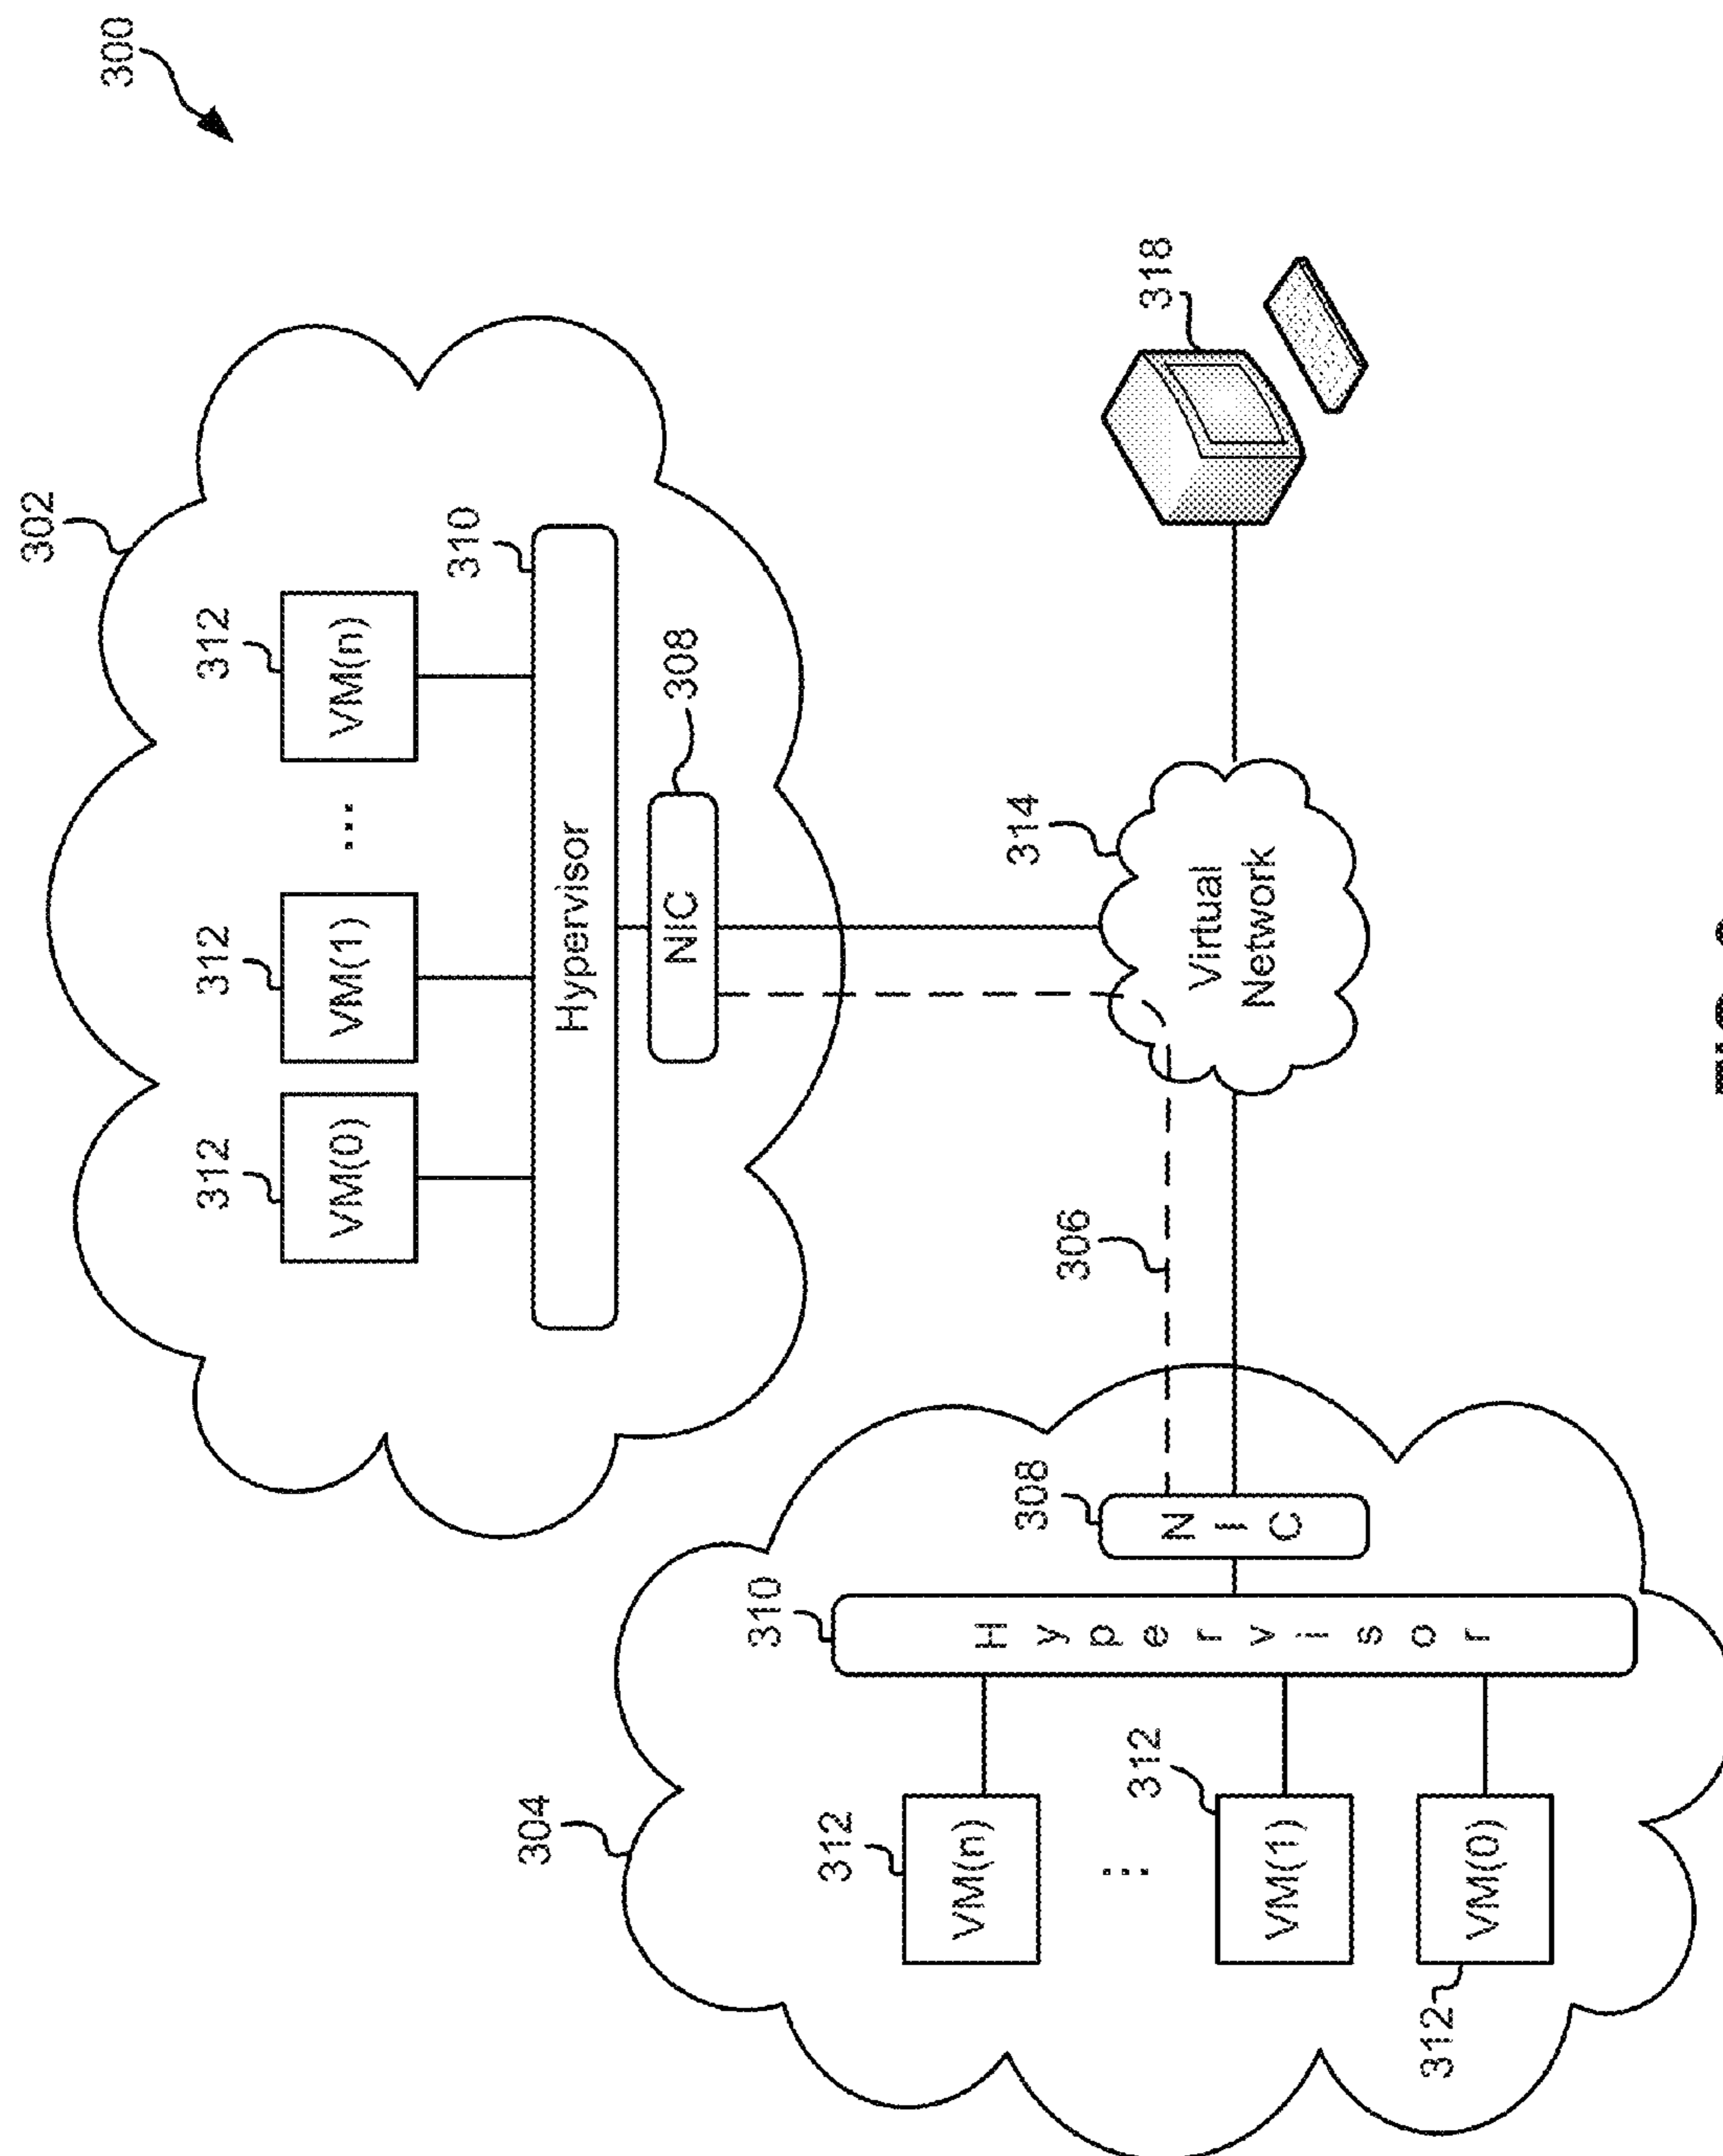 300
302
312
312
312
VM(0)
VM(1)
...
VM(n)
310
Hypervisor
308
NIC
304
310
308
306
314
318
312
VM(n)
Hypervisor
NIC
Virtual
Network
...
312
VM(1)
VM(0)
312